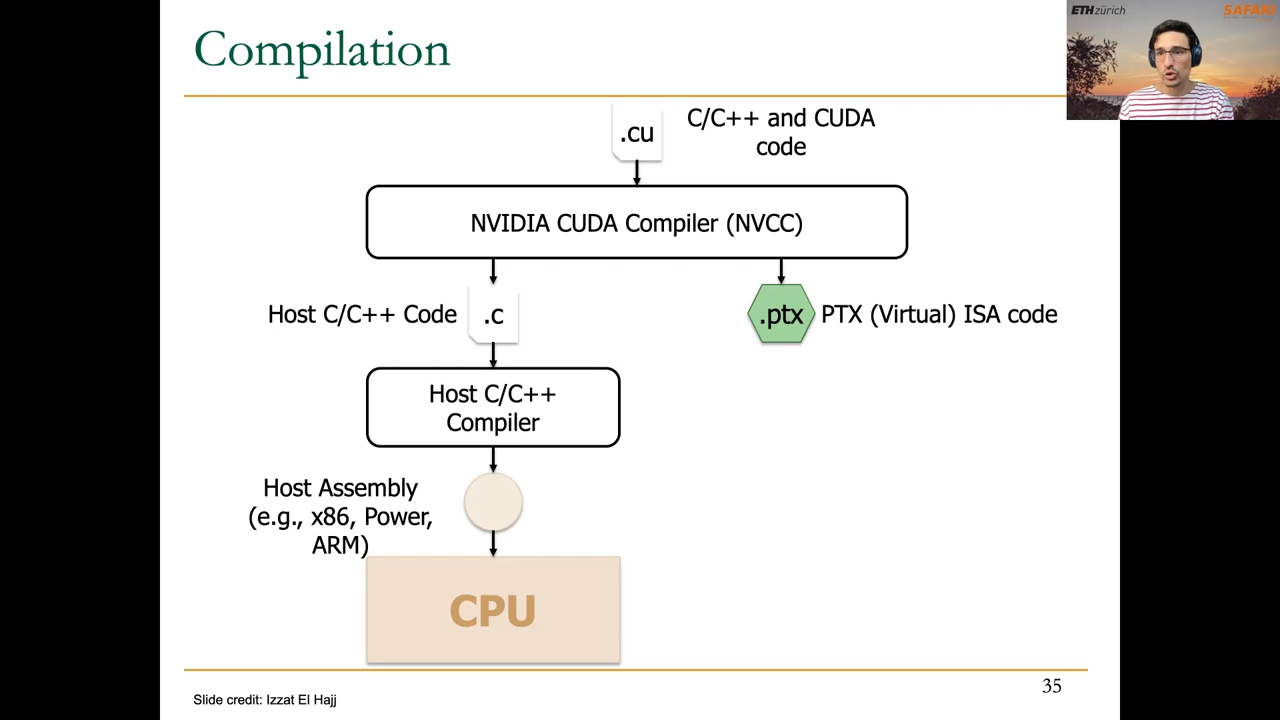 Compilation
ETH zürich
SAFARI
.cu
C/C++ and CUDA
code
NVIDIA CUDA Compiler (NVCC)
Host C/C++ Code
.c
.ptx
PTX (Virtual) ISA code
Host C/C++
Compiler
Host Assembly
(e.g., x86, Power,
ARM)
CPU
Slide credit: Izzat El Hajj
35